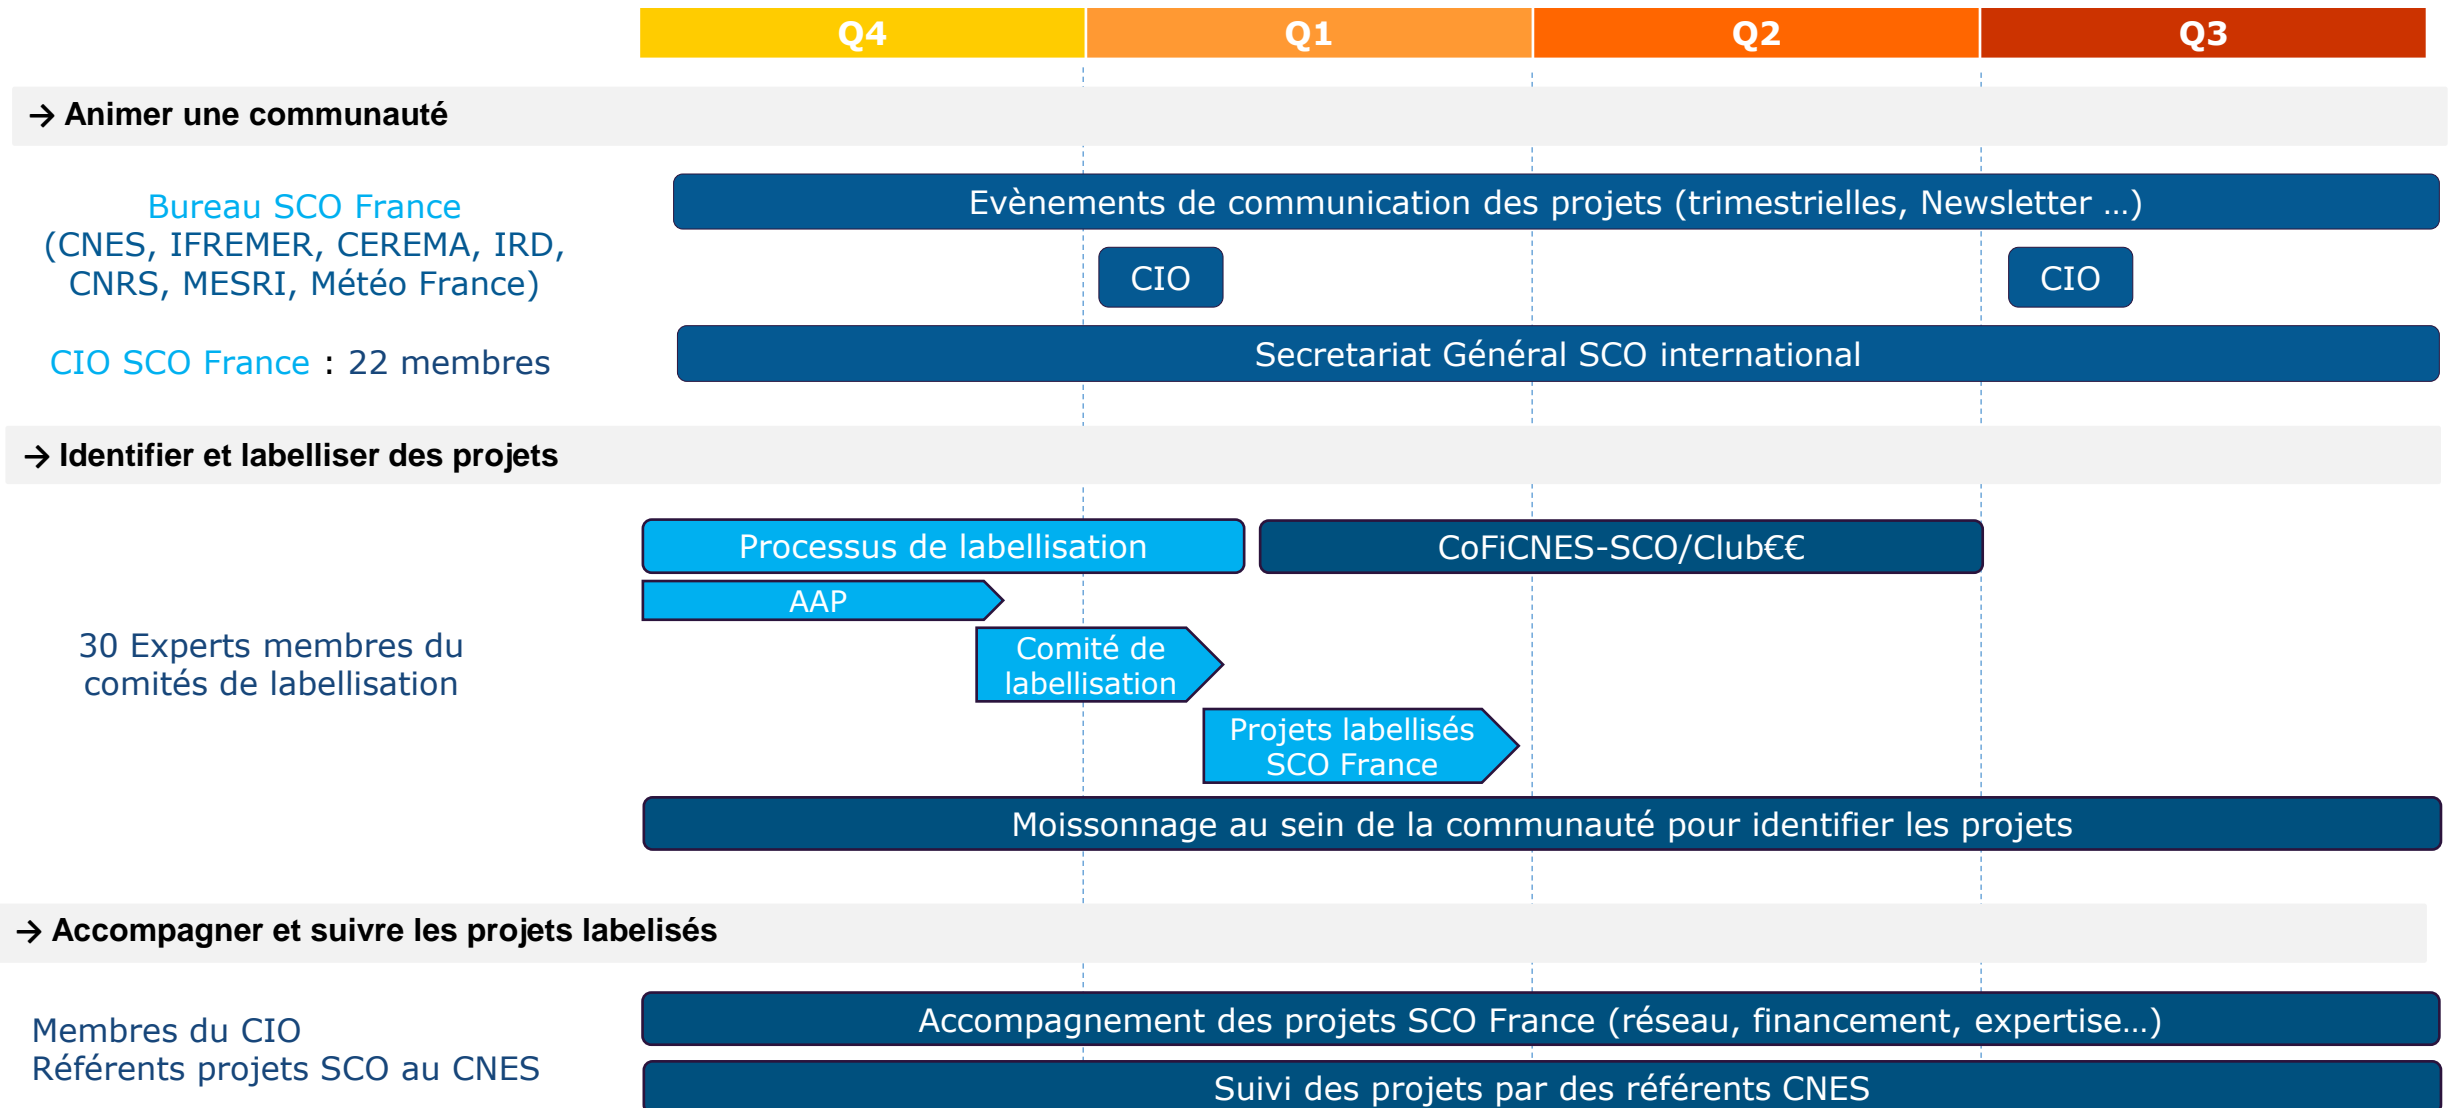 Q4 Q1 Q2 Q3
→ Animer une communauté
Bureau SCO France
(CNES, IFREMER, CEREMA, IRD,
CNRS, MESRI, Météo France)
CIO SCO France : 22 membres
Evènements de communication des projets (trimestrielles, Newsletter ...)
CIO
CIO
Secretariat Général SCO international
→ Identifier et labelliser des projets
30 Experts membres du
comités de labellisation
Processus de labellisation
CoFiCNES-SCO/Club€€
AAP
Comité de
labellisation
Projets labellisés
SCO France
Moissonnage au sein de la communauté pour identifier les projets
→ Accompagner et suivre les projets labelisés
Membres du CIO
Référents projets SCO au CNES
Accompagnement des projets SCO France (réseau, financement, expertise...)
Suivi des projets par des référents CNES